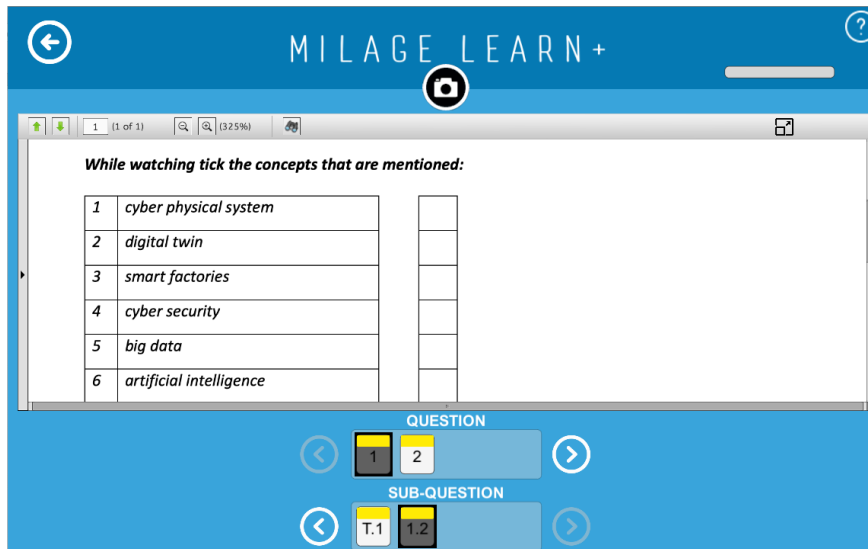 ?
MILAGE LEARN+
1 (1 of 1) (325%)
While watching tick the concepts that are mentioned:
1 cyber physical system
2 digital twin
3 smart factories
4 cyber security
5 big data
6 artificial intelligence
QUESTION
1 2
SUB-QUESTION
T.1 1.2